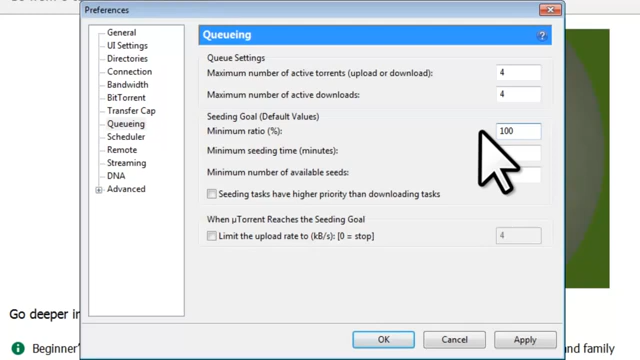 Preferences
General
UI Settings
Directories
Connection
Bandwidth
BitTorrent
Transfer Cap
Queueing
Scheduler
Remote
Streaming
DNA
Advanced
Queueing
Queue Settings
Maximum number of active torrents (upload or download): 4
Maximum number of active downloads: 4
Seeding Goal (Default Values)
Minimum ratio (%): 100
Minimum seeding time (minutes):
Minimum number of available seeds:
Seeding tasks have higher priority than downloading tasks
When µTorrent Reaches the Seeding Goal
Limit the upload rate to (kB/s): [0 = stop] 4
OK Cancel Apply
Go deeper in
Beginner'
and family